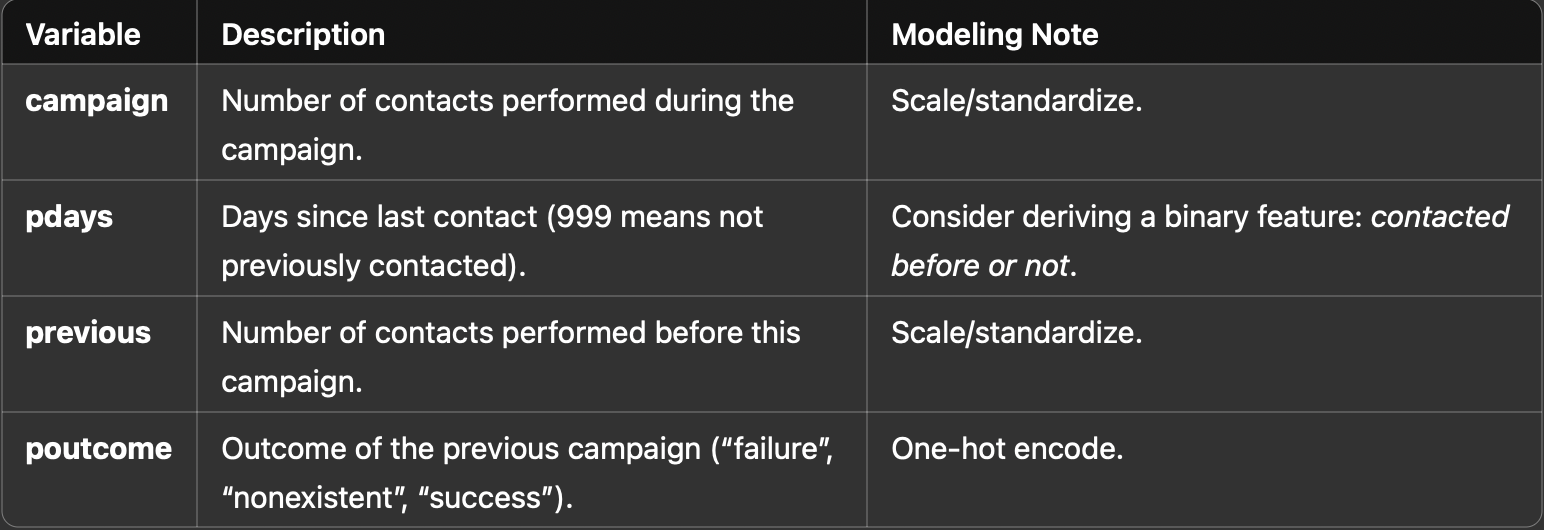 Variable Description Modeling Note
campaign Number of contacts performed during the Scale/standardize.
campaign.
pdays Days since last contact (999 means not Consider deriving a binary feature: contacted
previously contacted). before or not.
previous Number of contacts performed before this Scale/standardize.
campaign.
poutcome Outcome of the previous campaign (“failure”, One-hot encode.
“nonexistent”, “success”).